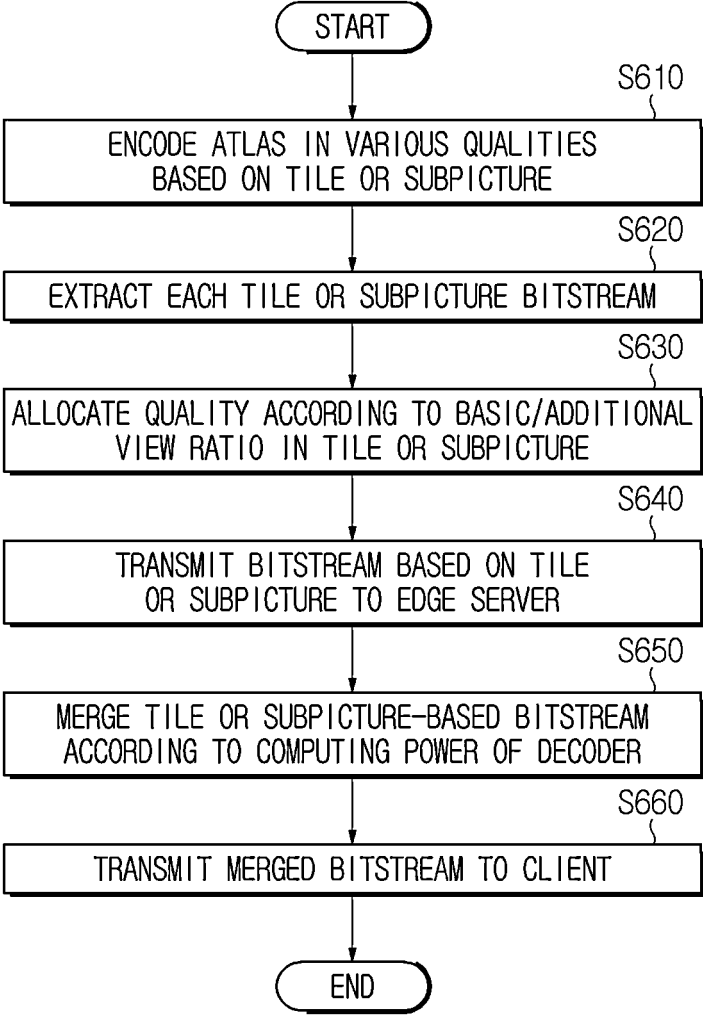 START
S610
ENCODE ATLAS IN VARIOUS QUALITIES
BASED ON TILE OR SUBPICTURE
S620
EXTRACT EACH TILE OR SUBPICTURE BITSTREAM
S630
ALLOCATE QUALITY ACCORDING TO BASIC/ADDITIONAL
VIEW RATIO IN TILE OR SUBPICTURE
S640
TRANSMIT BITSTREAM BASED ON TILE
OR SUBPICTURE TO EDGE SERVER
S650
MERGE TILE OR SUBPICTURE-BASED BITSTREAM
ACCORDING TO COMPUTING POWER OF DECODER
S660
TRANSMIT MERGED BITSTREAM TO CLIENT
END